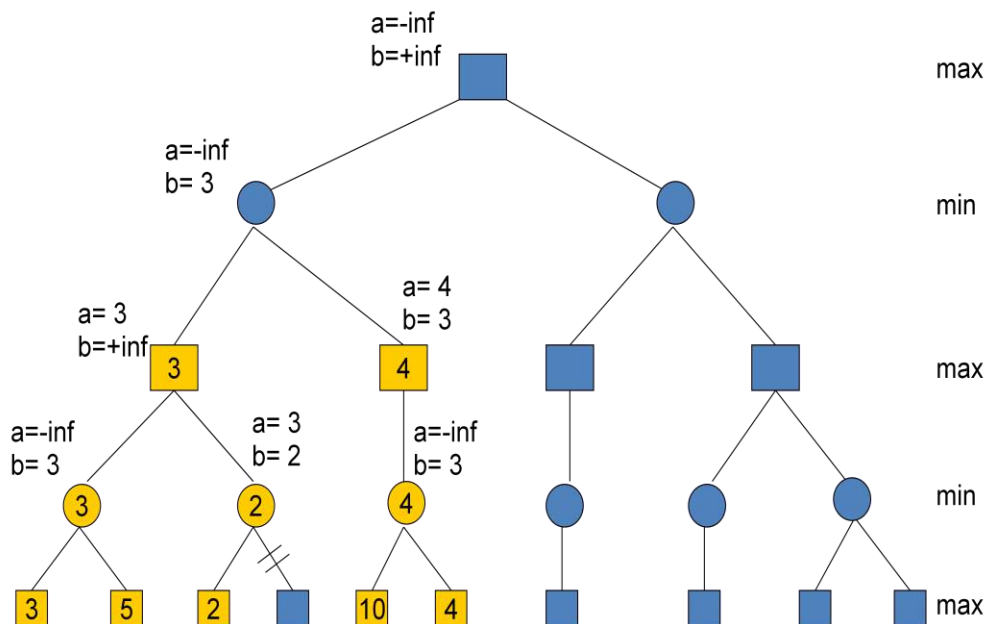 a=-inf
b=+inf
max
a=-inf
b= 3
min
a= 3
b=+inf
a= 4
b= 3
3
4
max
a=-inf
b= 3
a= 3
b= 2
a=-inf
b= 3
3
2
4
min
3
5
2
10
4
max